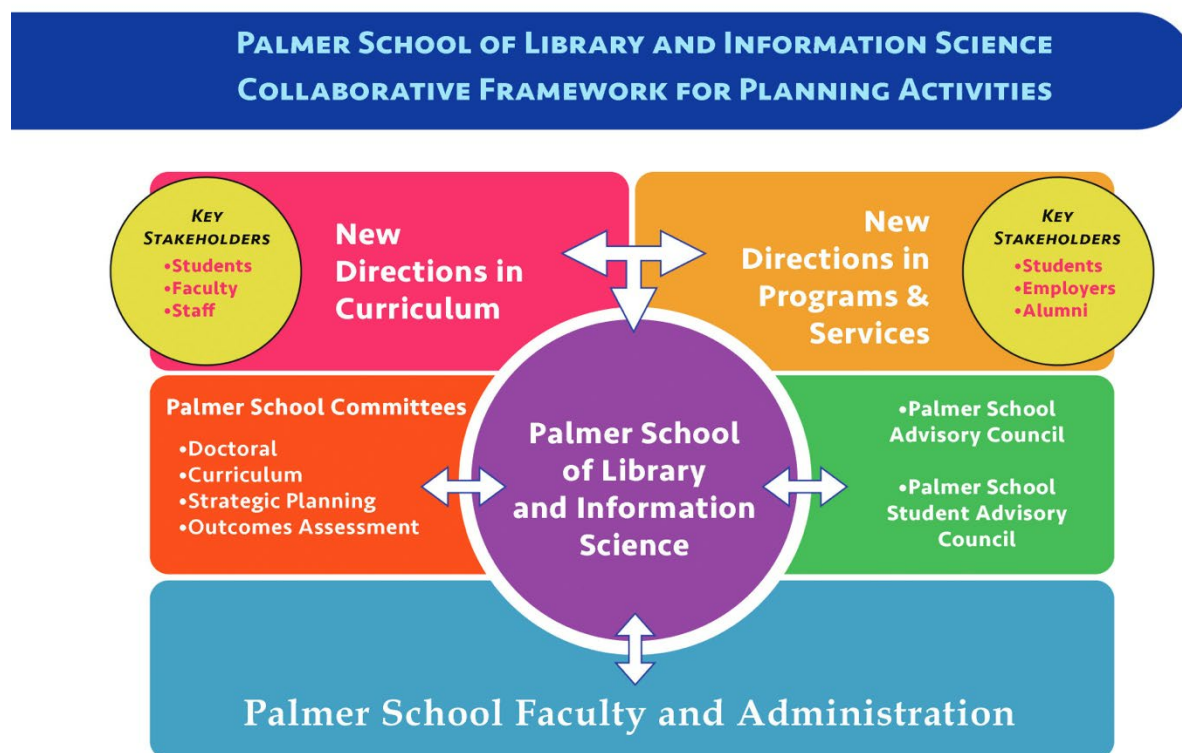 PALMER SCHOOL OF LIBRARY AND INFORMATION SCIENCE
COLLABORATIVE FRAMEWORK FOR PLANNING ACTIVITIES
KEY
STAKEHOLDERS
•Students
•Faculty
•Staff
New
Directions in
Curriculum
New
Directions in
Programs &
Services
KEY
STAKEHOLDERS
•Students
•Employers
•Alumni
Palmer School Committees
•Doctoral
•Curriculum
•Strategic Planning
•Outcomes Assessment
Palmer School
of Library
and Information
Science
•Palmer School
Advisory Council
•Palmer School
Student Advisory
Council
Palmer School Faculty and Administration